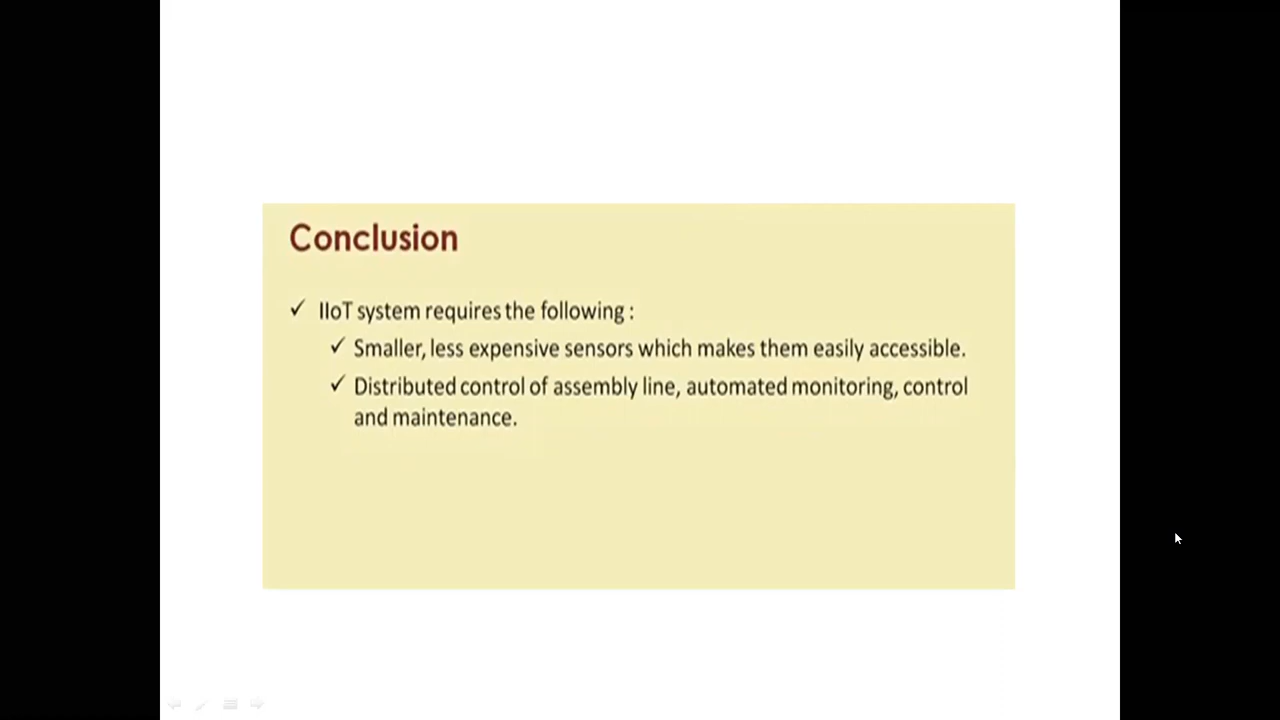 Conclusion
✓ IIoT system requires the following :
✓ Smaller, less expensive sensors which makes them easily accessible.
✓ Distributed control of assembly line, automated monitoring, control
and maintenance.